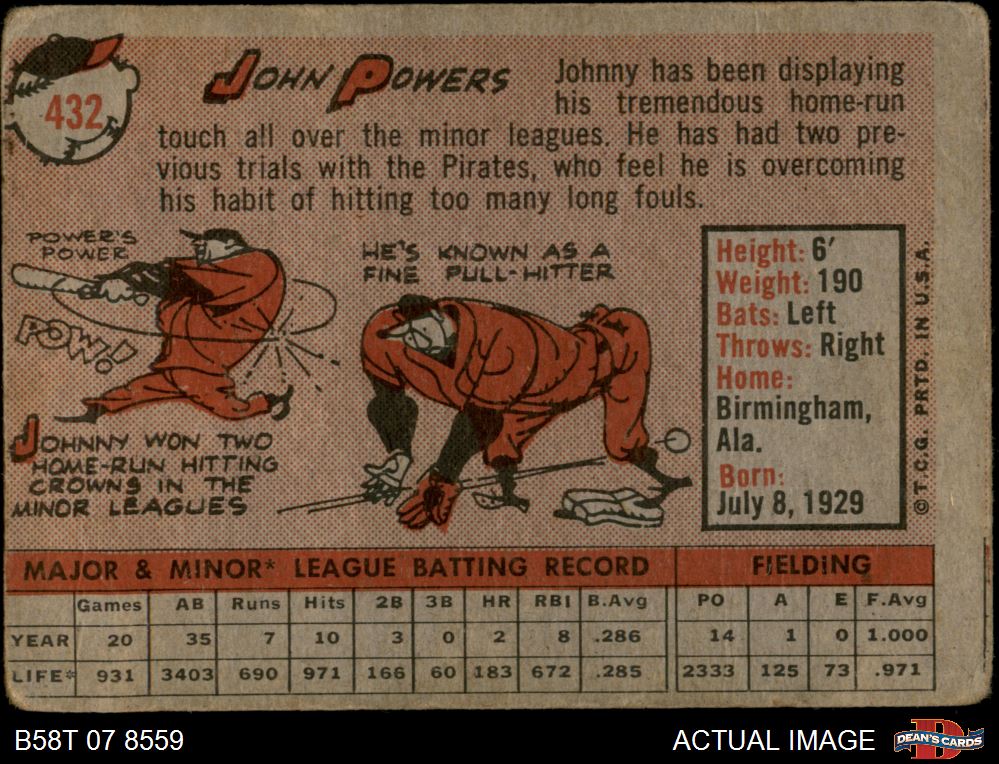 432
JOHN POWERS
Johnny has been displaying
his tremendous home-run
touch all over the minor leagues. He has had two pre-
vious trials with the Pirates, who feel he is overcoming
his habit of hitting too many long fouls.
POWER'S
POWER
POW!
JOHNNY WON TWO
HOME-RUN HITTING
CROWNS IN THE
MINOR LEAGUES
HE'S KNOWN AS A
FINE PULL-HITTER
Height: 6'
Weight: 190
Bats: Left
Throws: Right
Home:
Birmingham,
Ala.
Born:
July 8, 1929
©T.C.G. PRTD. IN U.S.A.
MAJOR & MINOR* LEAGUE BATTING RECORD FIELDING
Games AB Runs Hits 2B 3B HR RBI B.Avg PO A E F.Avg
YEAR 20 35 7 10 3 0 2 8 .286 14 1 0 1.000
LIFE* 931 3403 690 971 166 60 183 672 .285 2333 125 73 .971
B58T 07 8559 ACTUAL IMAGE DEAN'S CARDS